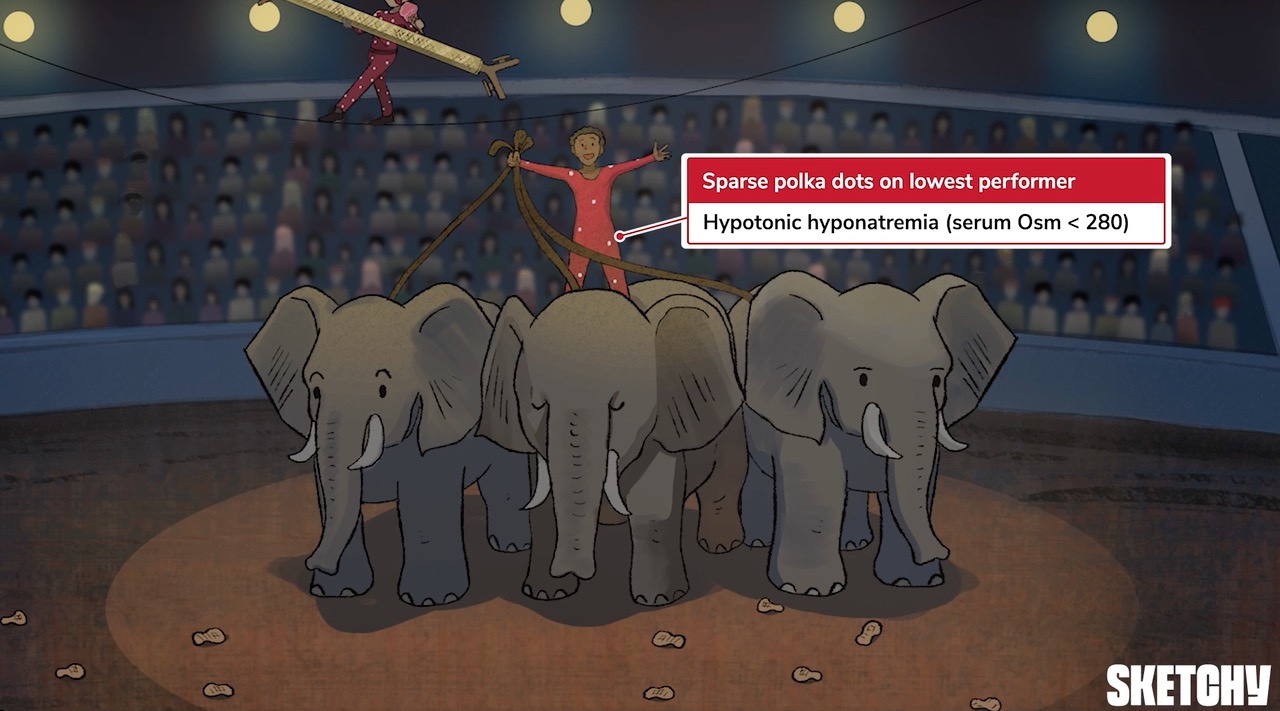 Sparse polka dots on lowest performer
Hypotonic hyponatremia (serum Osm < 280)
SKETCHY